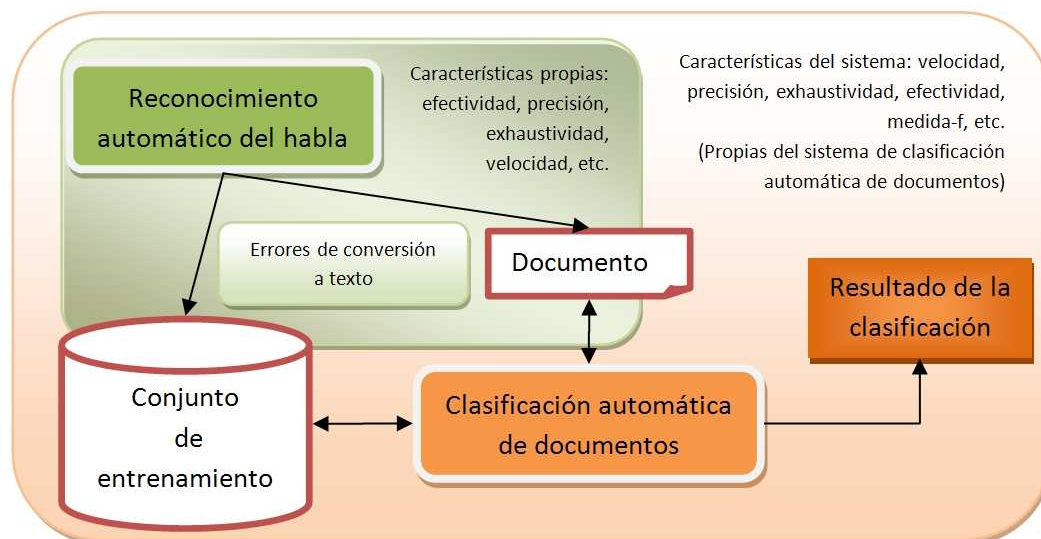 Reconocimiento
automático del habla
Características propias:
efectividad, precisión,
exhaustividad,
velocidad, etc.
Características del sistema: velocidad,
precisión, exhaustividad, efectividad,
medida-f, etc.
(Propias del sistema de clasificación
automática de documentos)
Errores de conversión
a texto
Documento
Resultado de la
clasificación
Conjunto
de
entrenamiento
Clasificación automática
de documentos